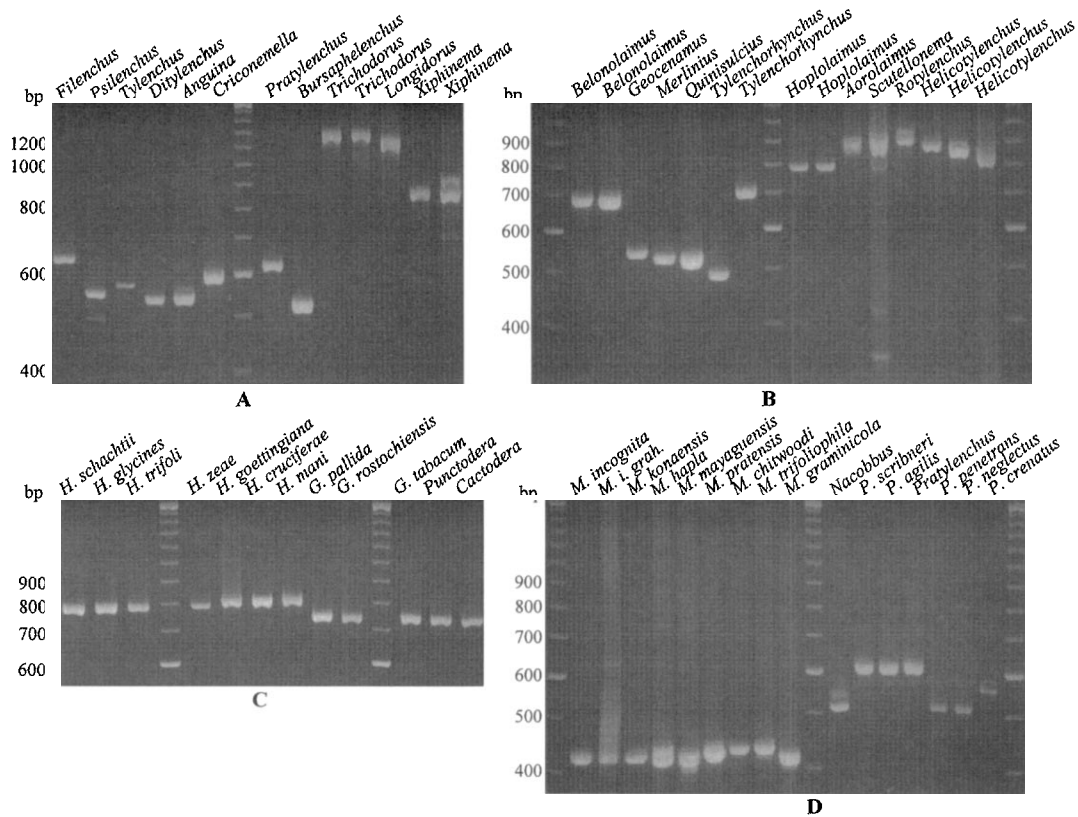 Filenchus Psilenchus Tylenchus Ditylenchus Anguina Criconemella Pratylenchus Bursaphelenchus Trichodorus Trichodorus Longidorus Xiphinema Xiphinema
bp
1200
1000
800
600
400
A
Belonolaimus Belonolaimus Geocenamus Merlinius Quinisulcius Tylenchorhynchus Tylenchorhynchus Hoplolaimus Hoplolaimus Aorolaimus Scutellonema Rotylenchus Helicotylenchus Helicotylenchus Helicotylenchus
bp
900
800
700
600
500
400
B
H. schachtii H. glycines H. trifoli H. zeae H. goettingiana H. cruciferae H. mani G. pallida G. rostochiensis G. tabacum Punctodera Cactodera
bp
900
800
700
600
C
M. incognita M. i. grah. M. konaensis M. hapla M. mayaguensis M. pratensis M. chitwoodi M. trifoliophila M. graminicola Nacobbus P. scribneri P. agilis Pratylenchus P. penetrans P. neglectus P. crenatus
bp
900
800
700
600
500
400
D